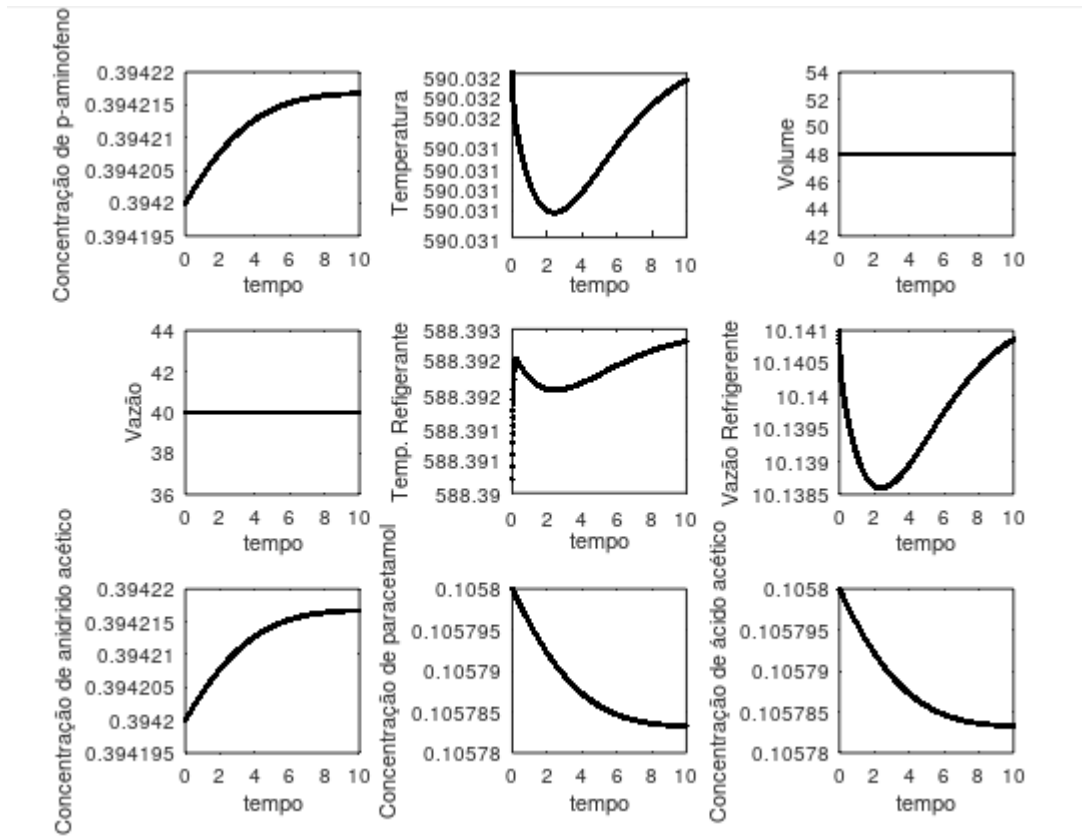 Concentração de p-aminofeno
0.39422
0.394215
0.39421
0.394205
0.3942
0.394195
0 2 4 6 8 10
tempo
Temperatura
590.032
590.032
590.032
590.031
590.031
590.031
590.031
590.031
0 2 4 6 8 10
tempo
Volume
54
52
50
48
46
44
42
0 2 4 6 8 10
tempo
Vazão
44
42
40
38
36
0 2 4 6 8 10
tempo
Temp. Refigerante
588.393
588.392
588.392
588.391
588.391
588.39
0 2 4 6 8 10
tempo
Vazão Refrigerente
10.141
10.1405
10.14
10.1395
10.139
10.1385
0 2 4 6 8 10
tempo
Concentração de anidrido acético
0.39422
0.394215
0.39421
0.394205
0.3942
0.394195
0 2 4 6 8 10
tempo
Concentração de paracetamol
0.1058
0.105795
0.10579
0.105785
0.10578
0 2 4 6 8 10
tempo
Concentração de ácido acético
0.1058
0.105795
0.10579
0.105785
0.10578
0 2 4 6 8 10
tempo